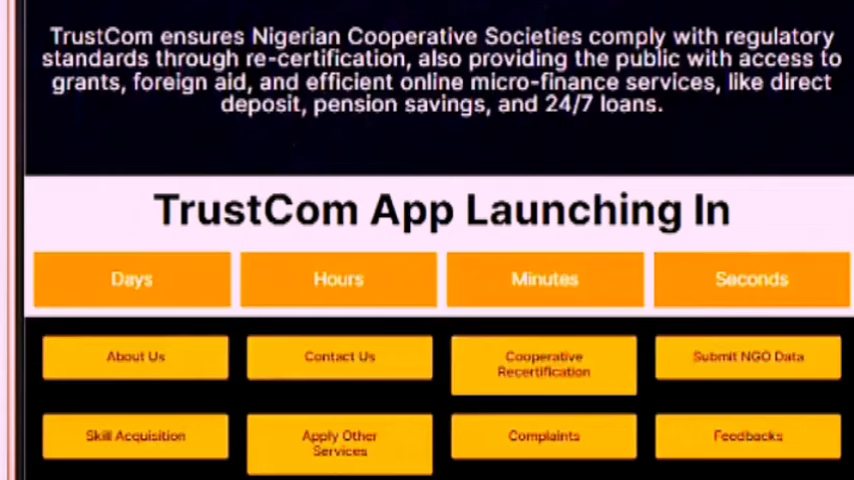 TrustCom ensures Nigerian Cooperative Societies comply with regulatory
standards through re-certification, also providing the public with access to
grants, foreign aid, and efficient online micro-finance services, like direct
deposit, pension savings, and 24/7 loans.
TrustCom App Launching In
Days Hours Minutes Seconds
About Us Contact Us Cooperative Submit NGO Data
Recertification
Skill Acquisition Apply Other Complaints Feedbacks
Services